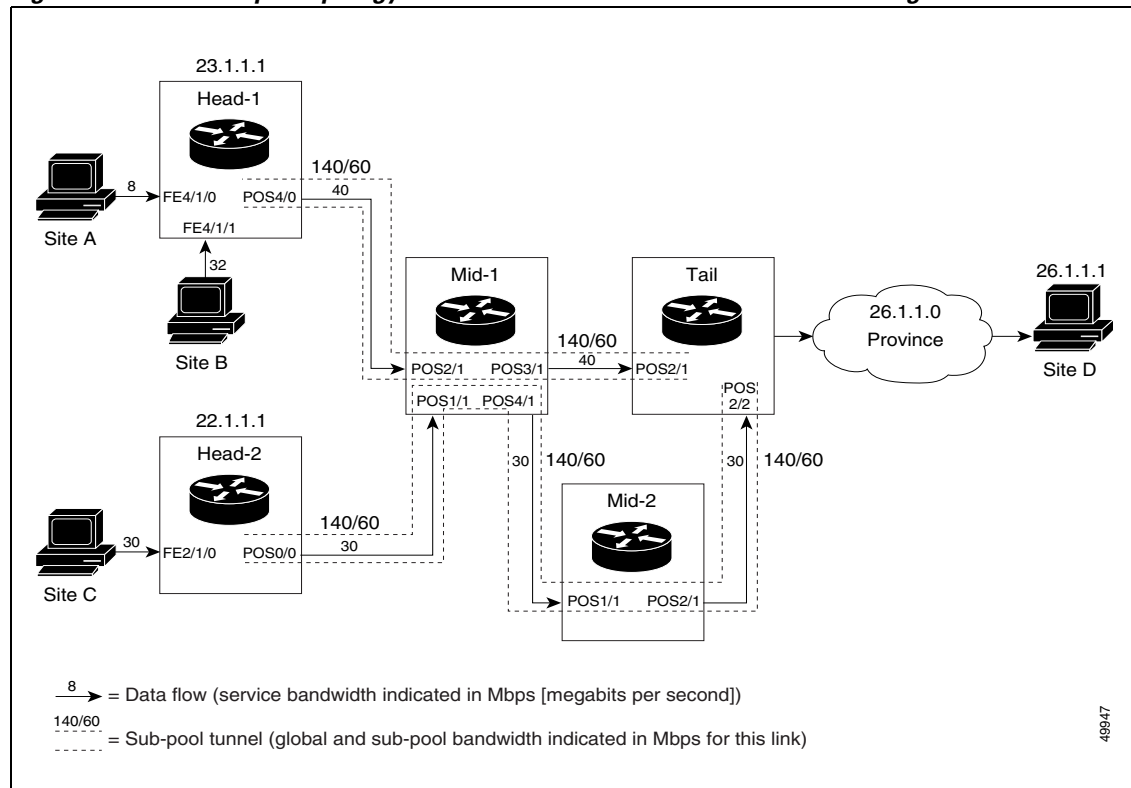 23.1.1.1
Head-1
140/60
40
8
FE4/1/0
POS4/0
Site A
FE4/1/1
32
Site B
Mid-1
Tail
26.1.1.1
26.1.1.0
Province
Site D
140/60
40
POS2/1
POS3/1
POS2/1
POS1/1
POS4/1
POS
2/2
22.1.1.1
Head-2
30
140/60
30
140/60
Mid-2
140/60
30
FE2/1/0
POS0/0
30
Site C
POS1/1
POS2/1
8
= Data flow (service bandwidth indicated in Mbps [megabits per second])
140/60
= Sub-pool tunnel (global and sub-pool bandwidth indicated in Mbps for this link)
49947